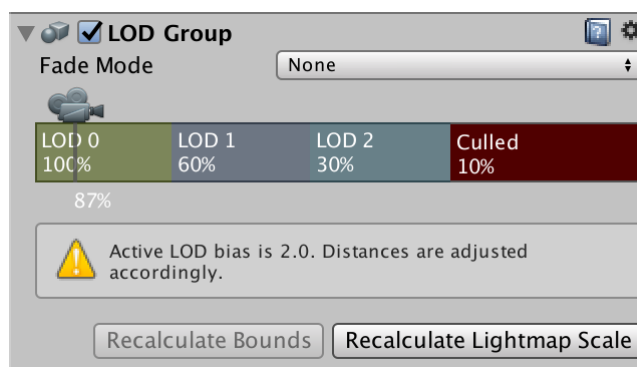 LOD Group
Fade Mode None
LOD 0 LOD 1 LOD 2 Culled
100% 60% 30% 10%
87%
Active LOD bias is 2.0. Distances are adjusted
accordingly.
Recalculate Bounds Recalculate Lightmap Scale